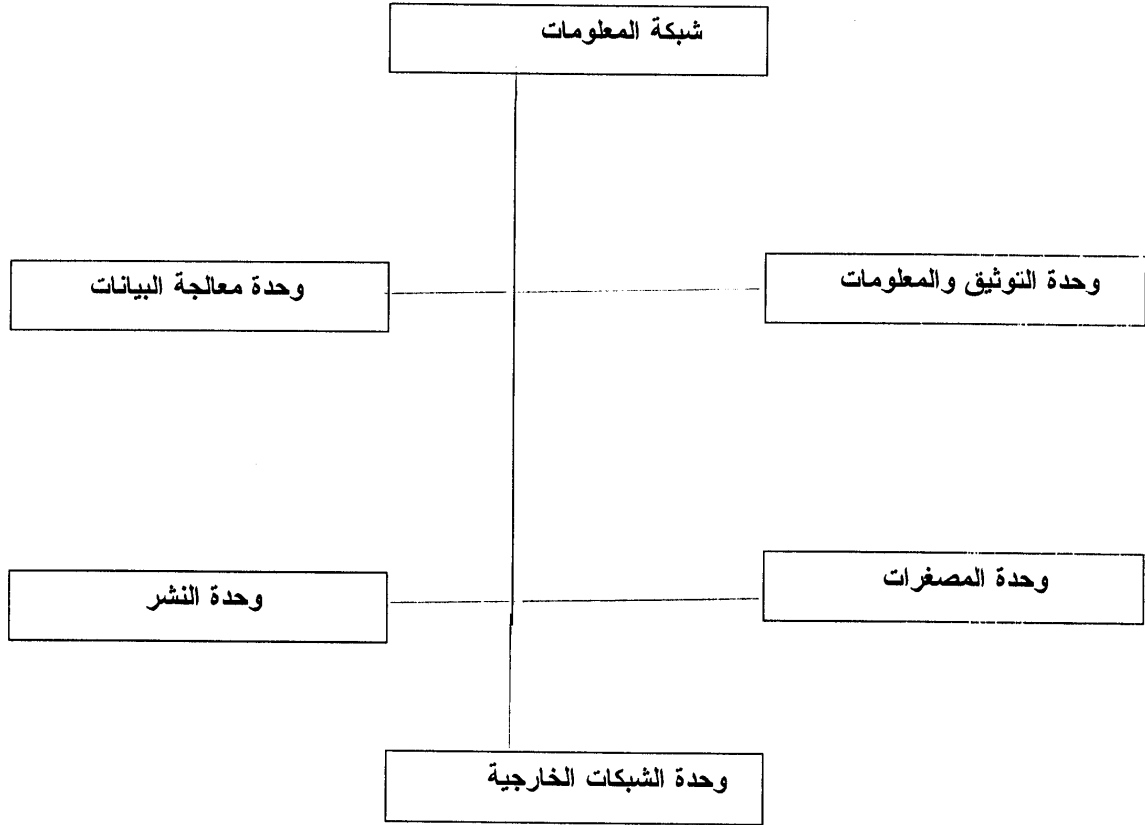 شبكة المعلومات
وحدة التوثيق والمعلومات
وحدة معالجة البيانات
وحدة المصغرات
وحدة النشر
وحدة الشبكات الخارجية